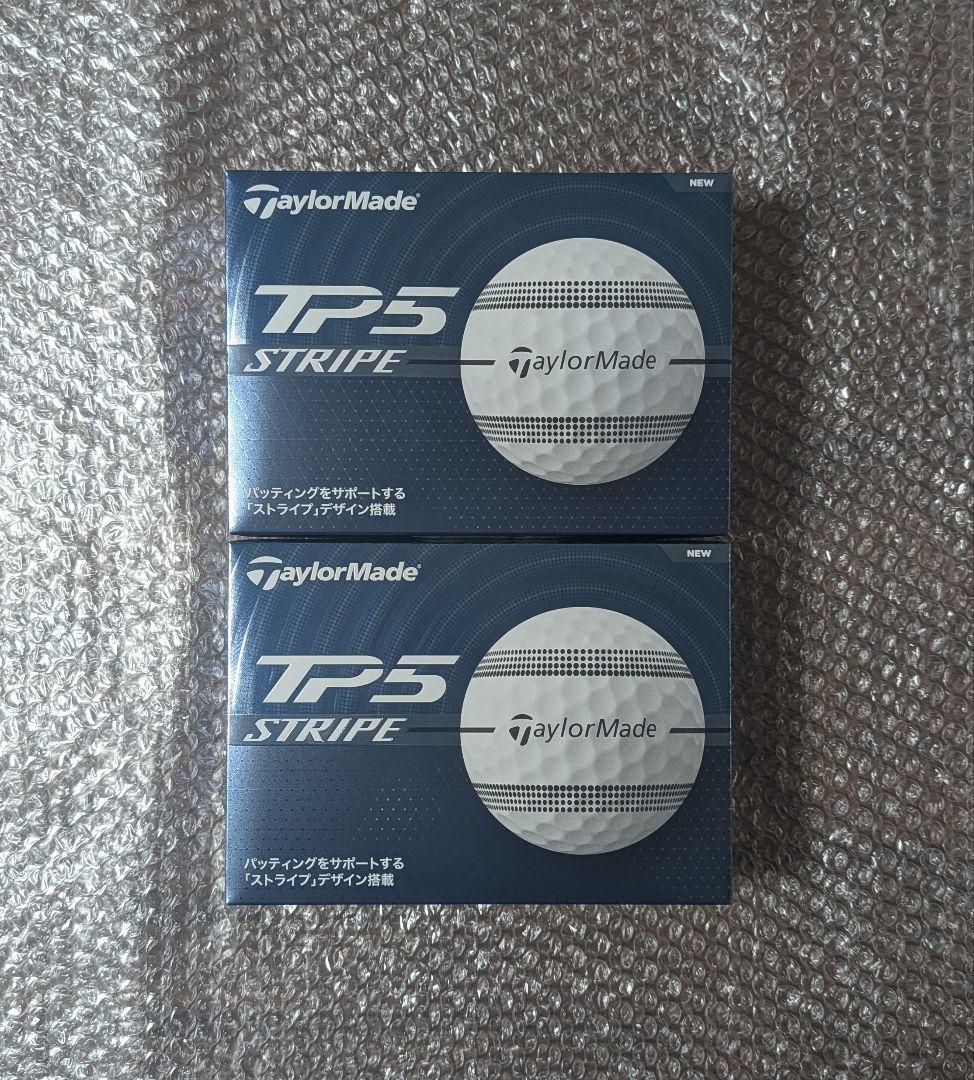 TaylorMade
NEW
TP5
STRIPE
TaylorMade
パッティングをサポートする
「ストライプ」デザイン搭載
TaylorMade
NEW
TP5
STRIPE
TaylorMade
パッティングをサポートする
「ストライプ」デザイン搭載